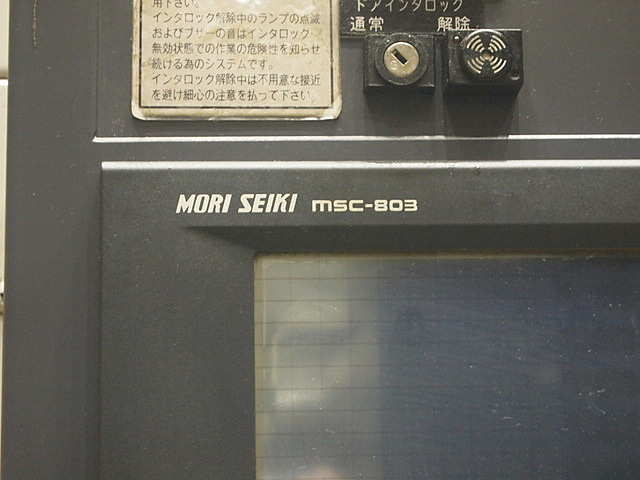 用下さい。
インタロック解除中のランプの点滅
およびブザーの音はインタロック
無効状態での作業の危険性を知らせ
続ける為のシステムです。
インタロック解除中は不用意な接近
を避け細心の注意を払って下さい。
ドアインタロック
通常 解除
MORI SEIKI MSC-803